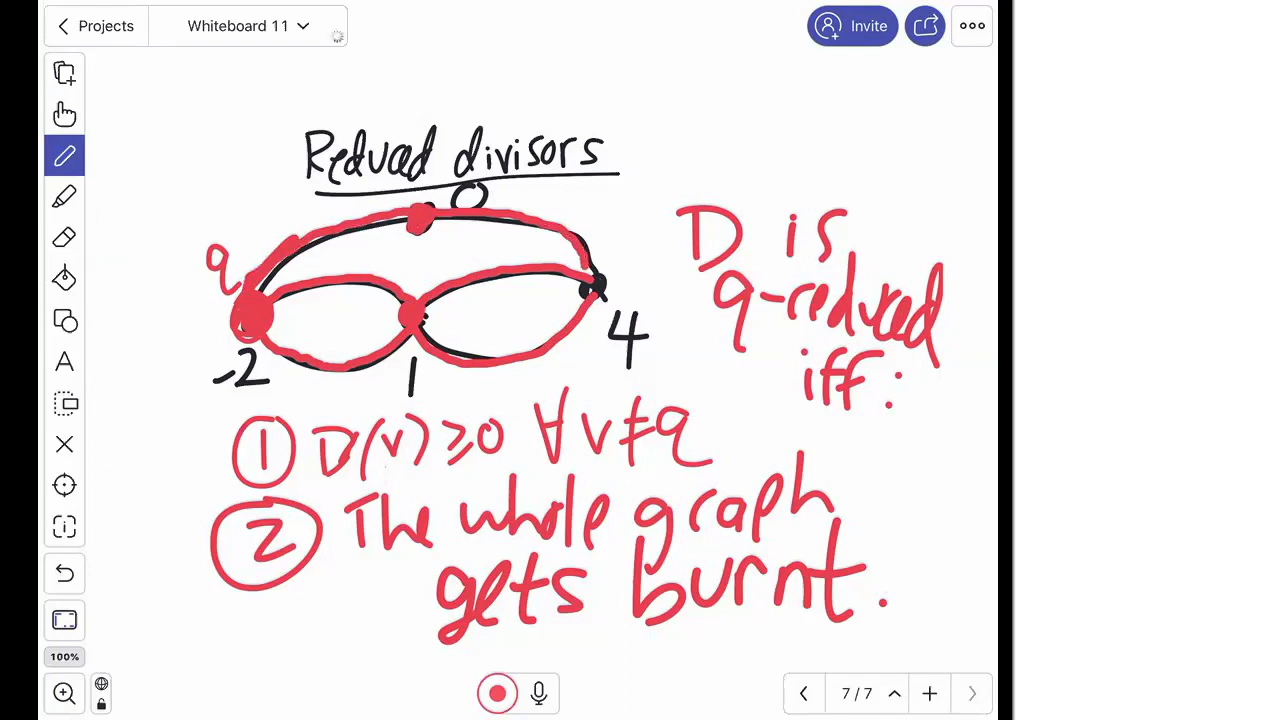 Projects
Whiteboard 11
Invite
Reduced divisors
0
q
-2
1
4
D is
q-reduced
iff:
① D(v) ≥ 0 ∀ v ≠ q
② The whole graph
gets burnt.
A
100%
7/7